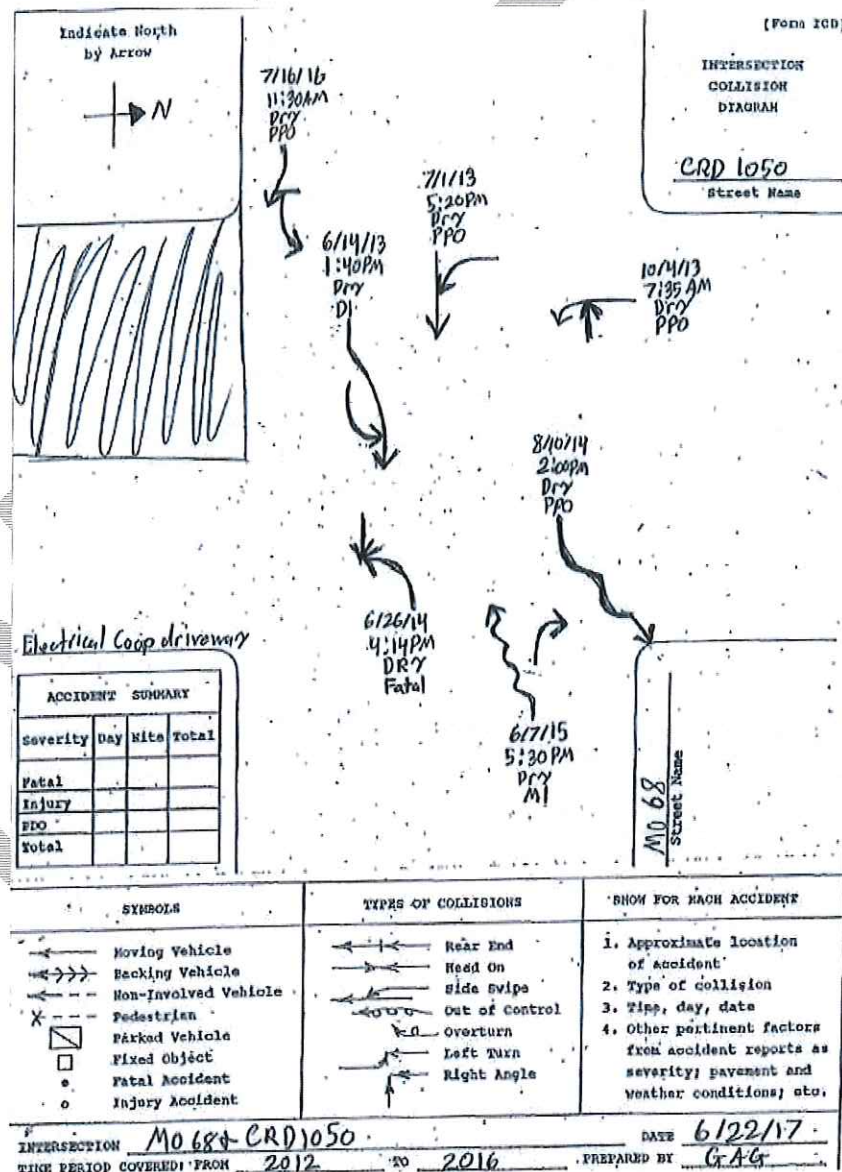 Indicate North
by Arrow
N
[Form ICD]
INTERSECTION
COLLISION
DIAGRAM
CRD 1050
Street Name
7/16/16
11:30AM
Dry
PPO
7/1/13
5:20PM
Dry
PPO
6/14/13
1:40PM
Dry
DI
10/4/13
7:35 AM
Dry
PPO
8/10/14
2:00PM
Dry
PPO
6/26/14
4:14PM
DRY
Fatal
6/7/15
5:30PM
Dry
MI
Electrical Coop driveway
ACCIDENT SUMMARY
Severity Day Nite Total
Fatal
Injury
PDO
Total
MO 68
Street Name
SYMBOLS
Moving Vehicle
Backing Vehicle
Non-Involved Vehicle
Pedestrian
Parked Vehicle
Fixed Object
Fatal Accident
Injury Accident
TYPES OF COLLISIONS
Rear End
Head On
Side Swipe
Out of Control
Overturn
Left Turn
Right Angle
SHOW FOR EACH ACCIDENT
1. Approximate location
of accident
2. Type of collision
3. Time, day, date
4. Other pertinent factors
from accident reports as
severity; pavement and
weather conditions; etc.
INTERSECTION MO 68 & CRD 1050
DATE 6/22/17
TIME PERIOD COVERED: FROM 2012 TO 2016
PREPARED BY GAG